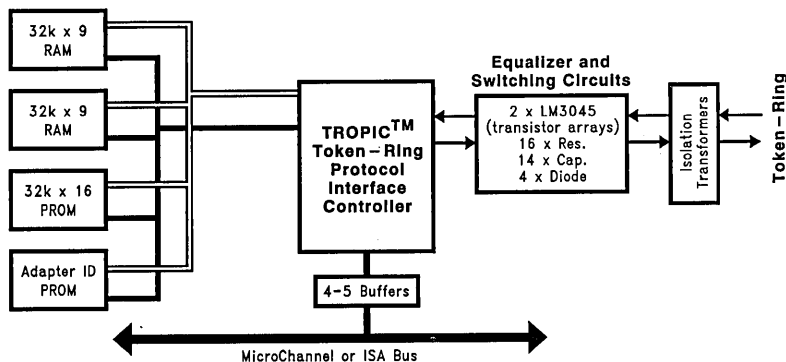 32k x 9
RAM
32k x 9
RAM
32k x 16
PROM
Adapter ID
PROM
TROPIC™
Token-Ring
Protocol
Interface
Controller
4-5 Buffers
MicroChannel or ISA Bus
Equalizer and
Switching Circuits
2 x LM3045
(transistor arrays)
16 x Res.
14 x Cap.
4 x Diode
Isolation
Transformers
Token-Ring